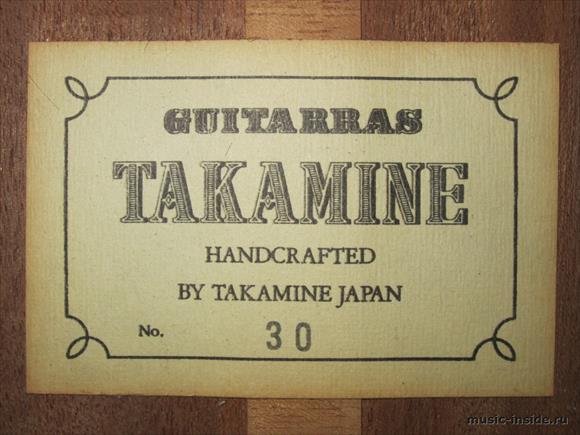 GUITARRAS
TAKAMINE
HANDCRAFTED
BY TAKAMINE JAPAN
No. 30
music-inside.ru